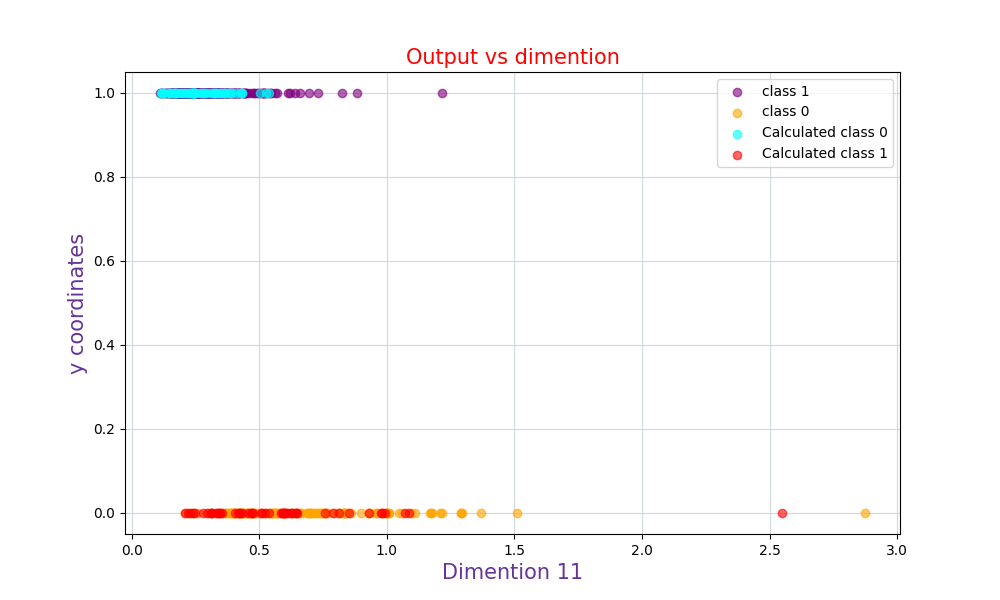 Output vs dimention
class 1
class 0
Calculated class 0
Calculated class 1
y coordinates
1.0
0.8
0.6
0.4
0.2
0.0
0.0 0.5 1.0 1.5 2.0 2.5 3.0
Dimention 11